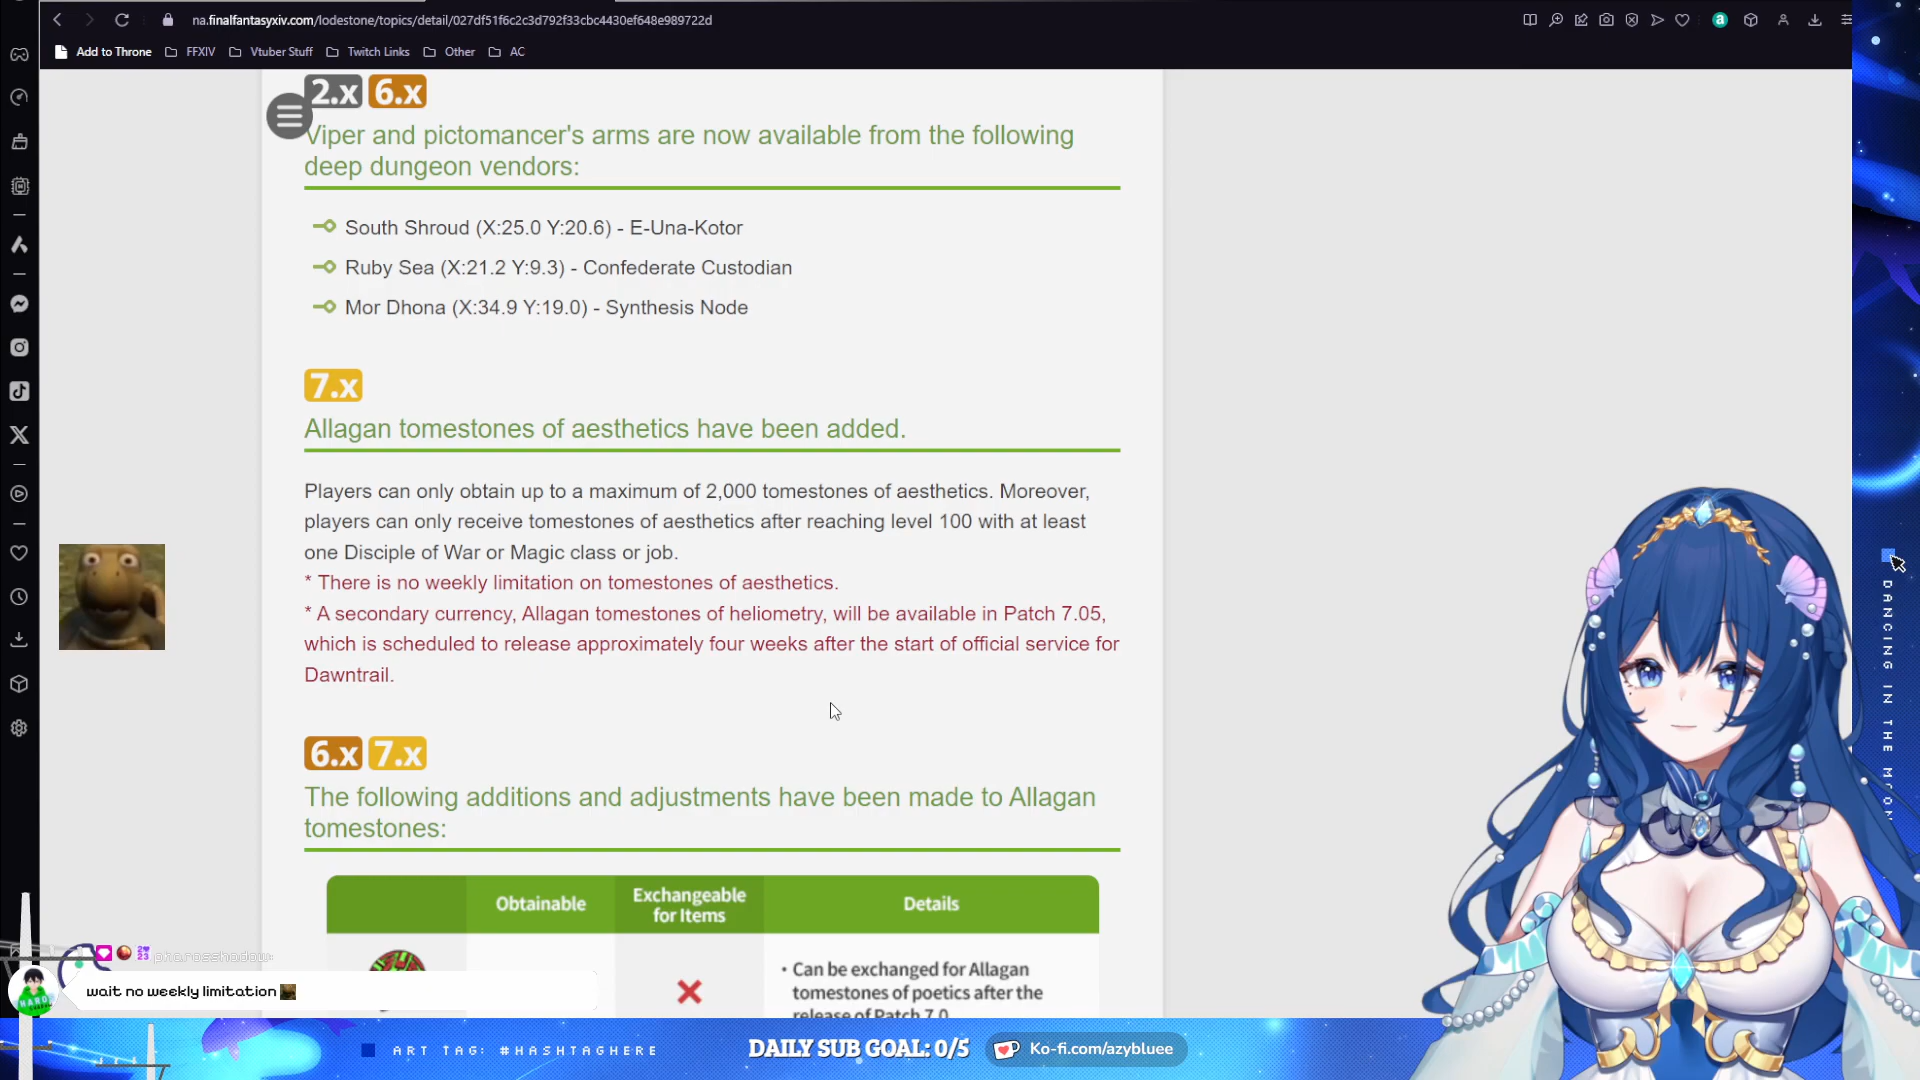 na.finalfantasyxiv.com/lodestone/topics/detail/027df51f6c2c3d792f33cbc4430ef648e989722d
Add to Throne FFXIV Vtuber Stuff Twitch Links Other AC
2.x 6.x
Viper and pictomancer's arms are now available from the following
deep dungeon vendors:
South Shroud (X:25.0 Y:20.6) - E-Una-Kotor
Ruby Sea (X:21.2 Y:9.3) - Confederate Custodian
Mor Dhona (X:34.9 Y:19.0) - Synthesis Node
7.x
Allagan tomestones of aesthetics have been added.
Players can only obtain up to a maximum of 2,000 tomestones of aesthetics. Moreover,
players can only receive tomestones of aesthetics after reaching level 100 with at least
one Disciple of War or Magic class or job.
* There is no weekly limitation on tomestones of aesthetics.
* A secondary currency, Allagan tomestones of heliometry, will be available in Patch 7.05,
which is scheduled to release approximately four weeks after the start of official service for
Dawntrail.
6.x 7.x
The following additions and adjustments have been made to Allagan
tomestones:
Obtainable
Exchangeable
for Items
Details
• Can be exchanged for Allagan
tomestones of poetics after the
release of Patch 7.0
wait no weekly limitation
HARD
ART TAG: #HASHTAGHERE
DAILY SUB GOAL: 0/5
Ko-fi.com/azybluee
DANCING IN THE MOON